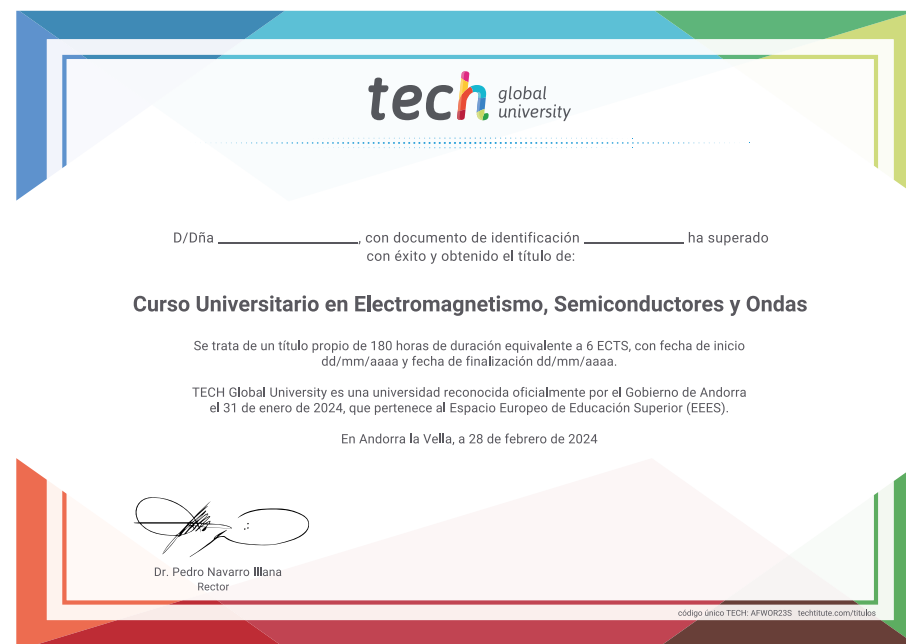 tech global university
D/Dña ____________________, con documento de identificación ______________ ha superado
con éxito y obtenido el título de:
Curso Universitario en Electromagnetismo, Semiconductores y Ondas
Se trata de un título propio de 180 horas de duración equivalente a 6 ECTS, con fecha de inicio
dd/mm/aaaa y fecha de finalización dd/mm/aaaa.
TECH Global University es una universidad reconocida oficialmente por el Gobierno de Andorra
el 31 de enero de 2024, que pertenece al Espacio Europeo de Educación Superior (EEES).
En Andorra la Vella, a 28 de febrero de 2024
Dr. Pedro Navarro Illana
Rector
código único TECH: AFWOR23S techtitute.com/titulos